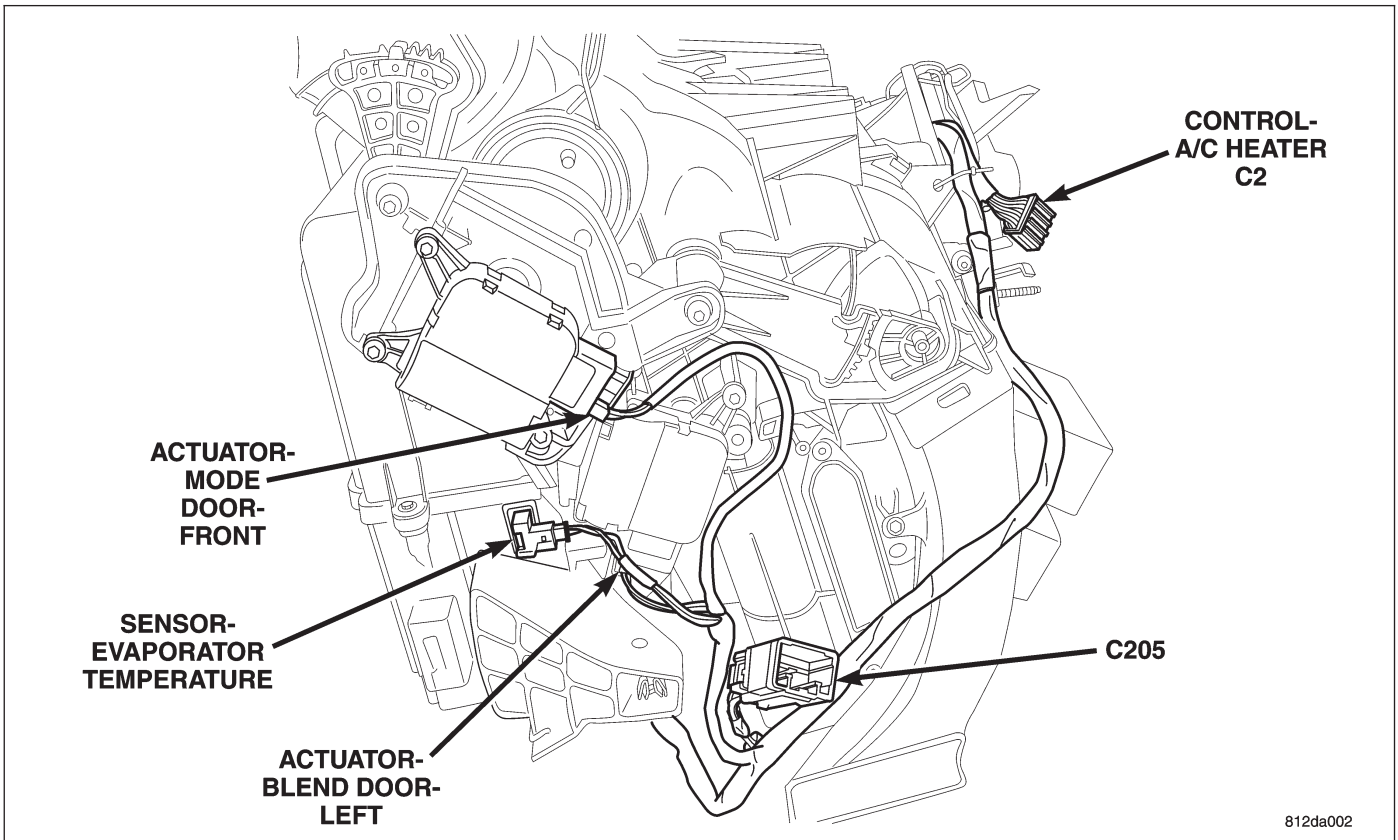 CONTROL-
A/C HEATER
C2
ACTUATOR-
MODE
DOOR-
FRONT
SENSOR-
EVAPORATOR
TEMPERATURE
C205
ACTUATOR-
BLEND DOOR-
LEFT
812da002